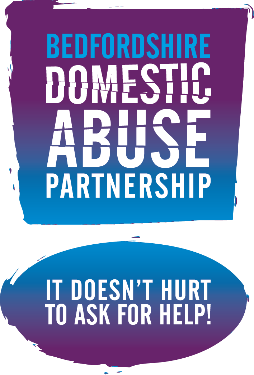 BEDFORDSHIRE
DOMESTIC
ABUSE
PARTNERSHIP
IT DOESN'T HURT
TO ASK FOR HELP!